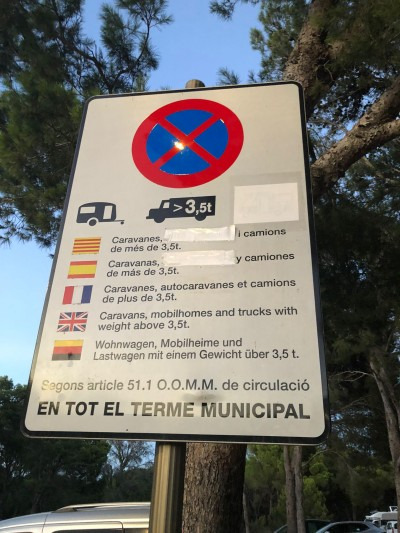 >3,5t
Caravanes, i camions
de més de 3,5t.
Caravanas, y camiones
de más de 3,5t.
Caravanes, autocaravanes et camions
de plus de 3,5t.
Caravans, mobilhomes and trucks with
weight above 3,5t.
Wohnwagen, Mobilheime und
Lastwagen mit einem Gewicht über 3,5 t.
Segons article 51.1 O.O.M.M. de circulació
EN TOT EL TERME MUNICIPAL